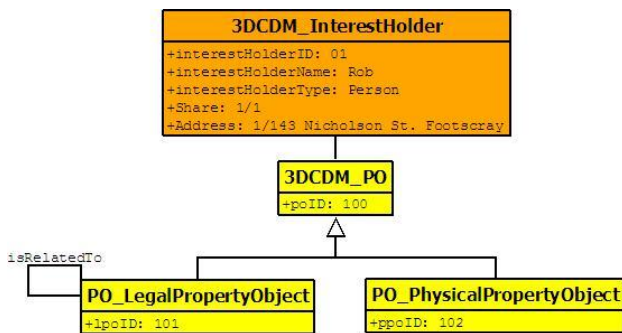 3DCDM_InterestHolder
+interestHolderID: 01
+interestHolderName: Rob
+interestHolderType: Person
+Share: 1/1
+Address: 1/143 Nicholson St. Footscray
3DCDM_PO
+poID: 100
isRelatedTo
PO_LegalPropertyObject
+lpoID: 101
PO_PhysicalPropertyObject
+ppoID: 102